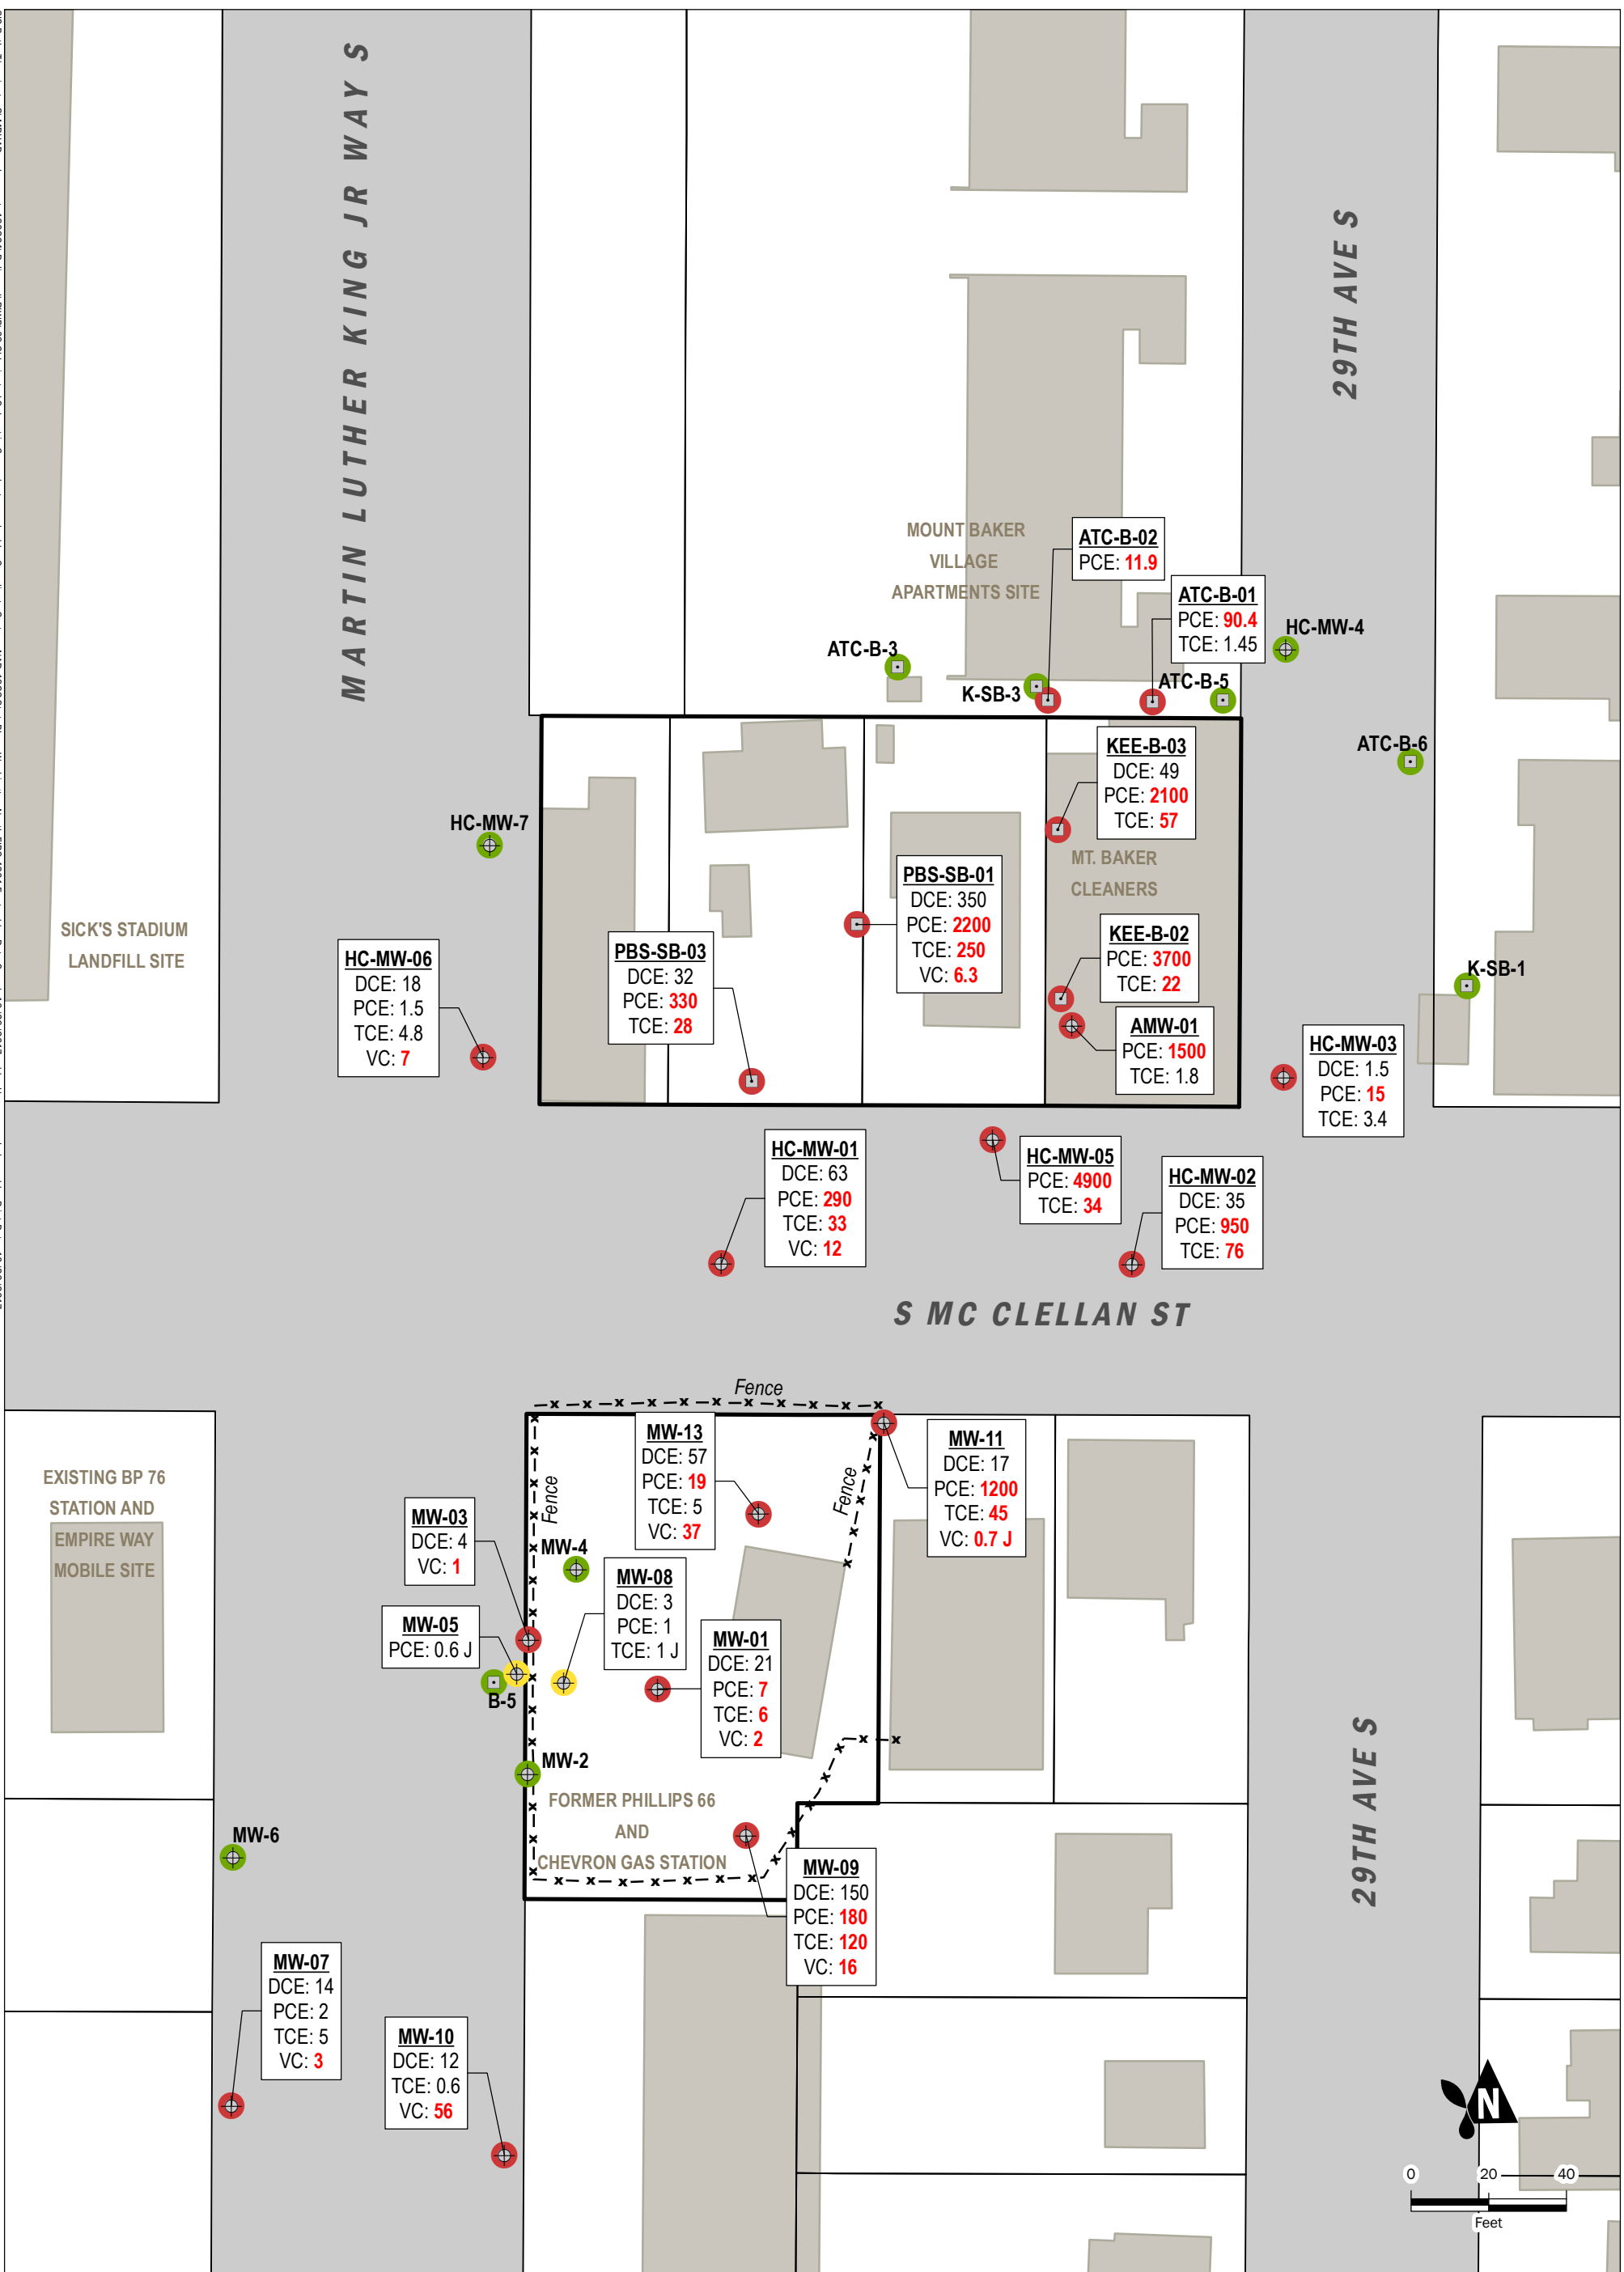 MARTIN LUTHER KING JR WAY S
29TH AVE S
MOUNT BAKER
VILLAGE
APARTMENTS SITE
ATC-B-02
PCE: 11.9
ATC-B-01
PCE: 90.4
TCE: 1.45
HC-MW-4
ATC-B-3
K-SB-3
ATC-B-5
ATC-B-6
KEE-B-03
DCE: 49
PCE: 2100
TCE: 57
HC-MW-7
MT. BAKER
CLEANERS
PBS-SB-01
DCE: 350
PCE: 2200
TCE: 250
VC: 6.3
SICK'S STADIUM
LANDFILL SITE
HC-MW-06
DCE: 18
PCE: 1.5
TCE: 4.8
VC: 7
PBS-SB-03
DCE: 32
PCE: 330
TCE: 28
KEE-B-02
PCE: 3700
TCE: 22
K-SB-1
AMW-01
PCE: 1500
TCE: 1.8
HC-MW-03
DCE: 1.5
PCE: 15
TCE: 3.4
HC-MW-01
DCE: 63
PCE: 290
TCE: 33
VC: 12
HC-MW-05
PCE: 4900
TCE: 34
HC-MW-02
DCE: 35
PCE: 950
TCE: 76
S MC CLELLAN ST
Fence
MW-13
DCE: 57
PCE: 19
TCE: 5
VC: 37
MW-11
DCE: 17
PCE: 1200
TCE: 45
VC: 0.7 J
Fence
Fence
EXISTING BP 76
STATION AND
EMPIRE WAY
MOBILE SITE
MW-03
DCE: 4
VC: 1
MW-4
MW-08
DCE: 3
PCE: 1
TCE: 1 J
MW-05
PCE: 0.6 J
MW-01
DCE: 21
PCE: 7
TCE: 6
VC: 2
B-5
MW-2
FORMER PHILLIPS 66
AND
CHEVRON GAS STATION
MW-6
MW-09
DCE: 150
PCE: 180
TCE: 120
VC: 16
29TH AVE S
MW-07
DCE: 14
PCE: 2
TCE: 5
VC: 3
MW-10
DCE: 12
TCE: 0.6
VC: 56
N
0 20 40
Feet